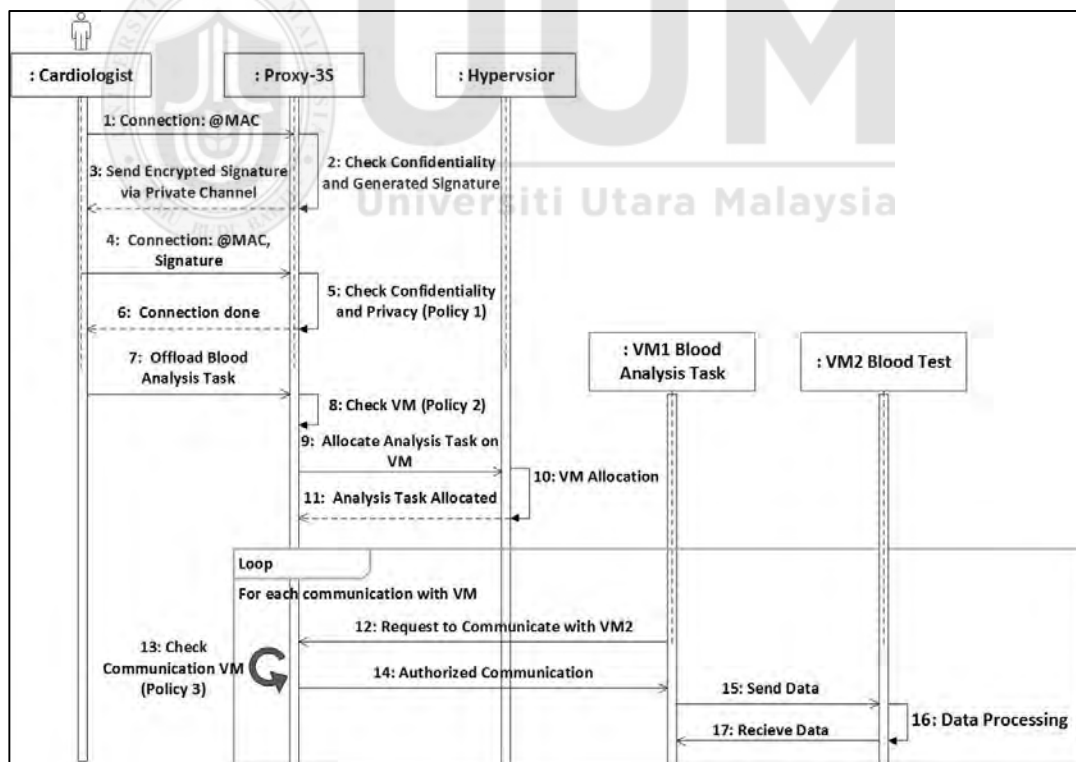 UUM
Universiti Utara Malaysia
: Cardiologist
: Proxy-3S
: Hypervsior
1: Connection: @MAC
2: Check Confidentiality
and Generated Signature
3: Send Encrypted Signature
via Private Channel
4: Connection: @MAC,
Signature
5: Check Confidentiality
and Privacy (Policy 1)
6: Connection done
: VM1 Blood
Analysis Task
: VM2 Blood Test
7: Offload Blood
Analysis Task
8: Check VM (Policy 2)
9: Allocate Analysis Task on
VM
10: VM Allocation
11: Analysis Task Allocated
Loop
For each communication with VM
12: Request to Communicate with VM2
13: Check
Communication VM
(Policy 3)
14: Authorized Communication
15: Send Data
16: Data Processing
17: Recieve Data